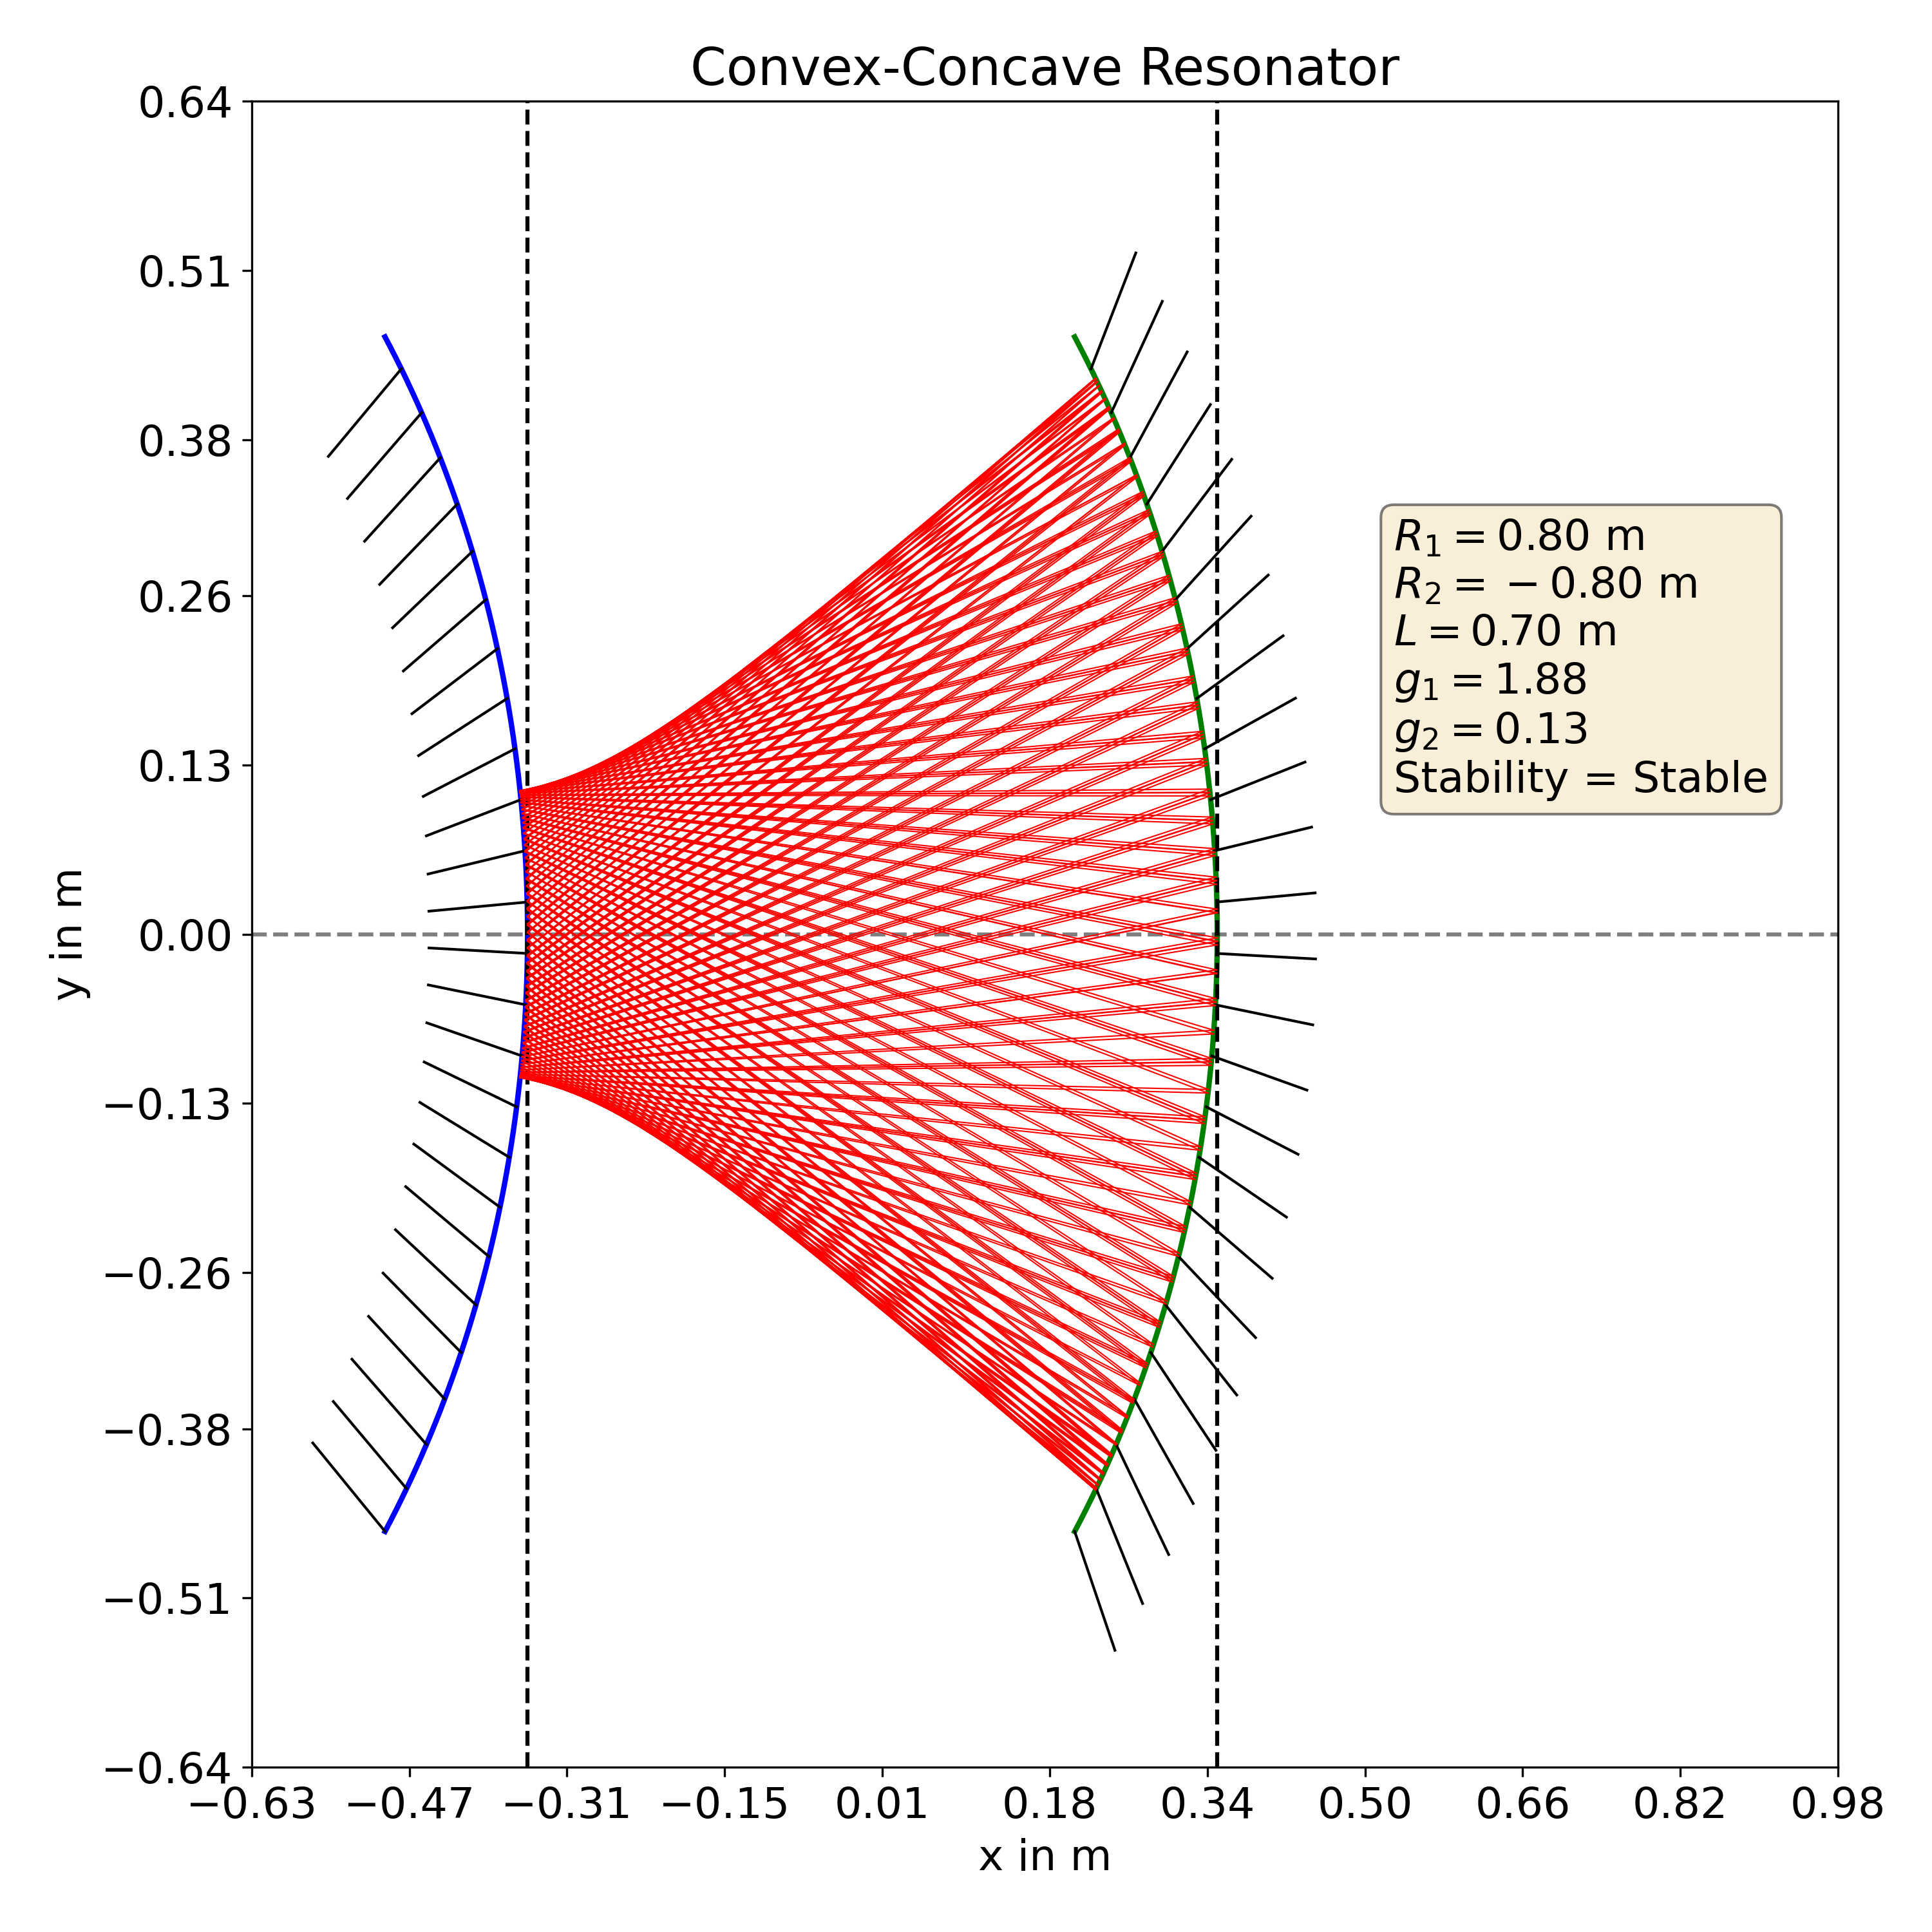 Convex-Concave Resonator
0.64
0.51
0.38
0.26
0.13
0.00
−0.13
−0.26
−0.38
−0.51
−0.64
y in m
R₁ = 0.80 m
R₂ = −0.80 m
L = 0.70 m
g₁ = 1.88
g₂ = 0.13
Stability = Stable
−0.63 −0.47 −0.31 −0.15 0.01 0.18 0.34 0.50 0.66 0.82 0.98
x in m